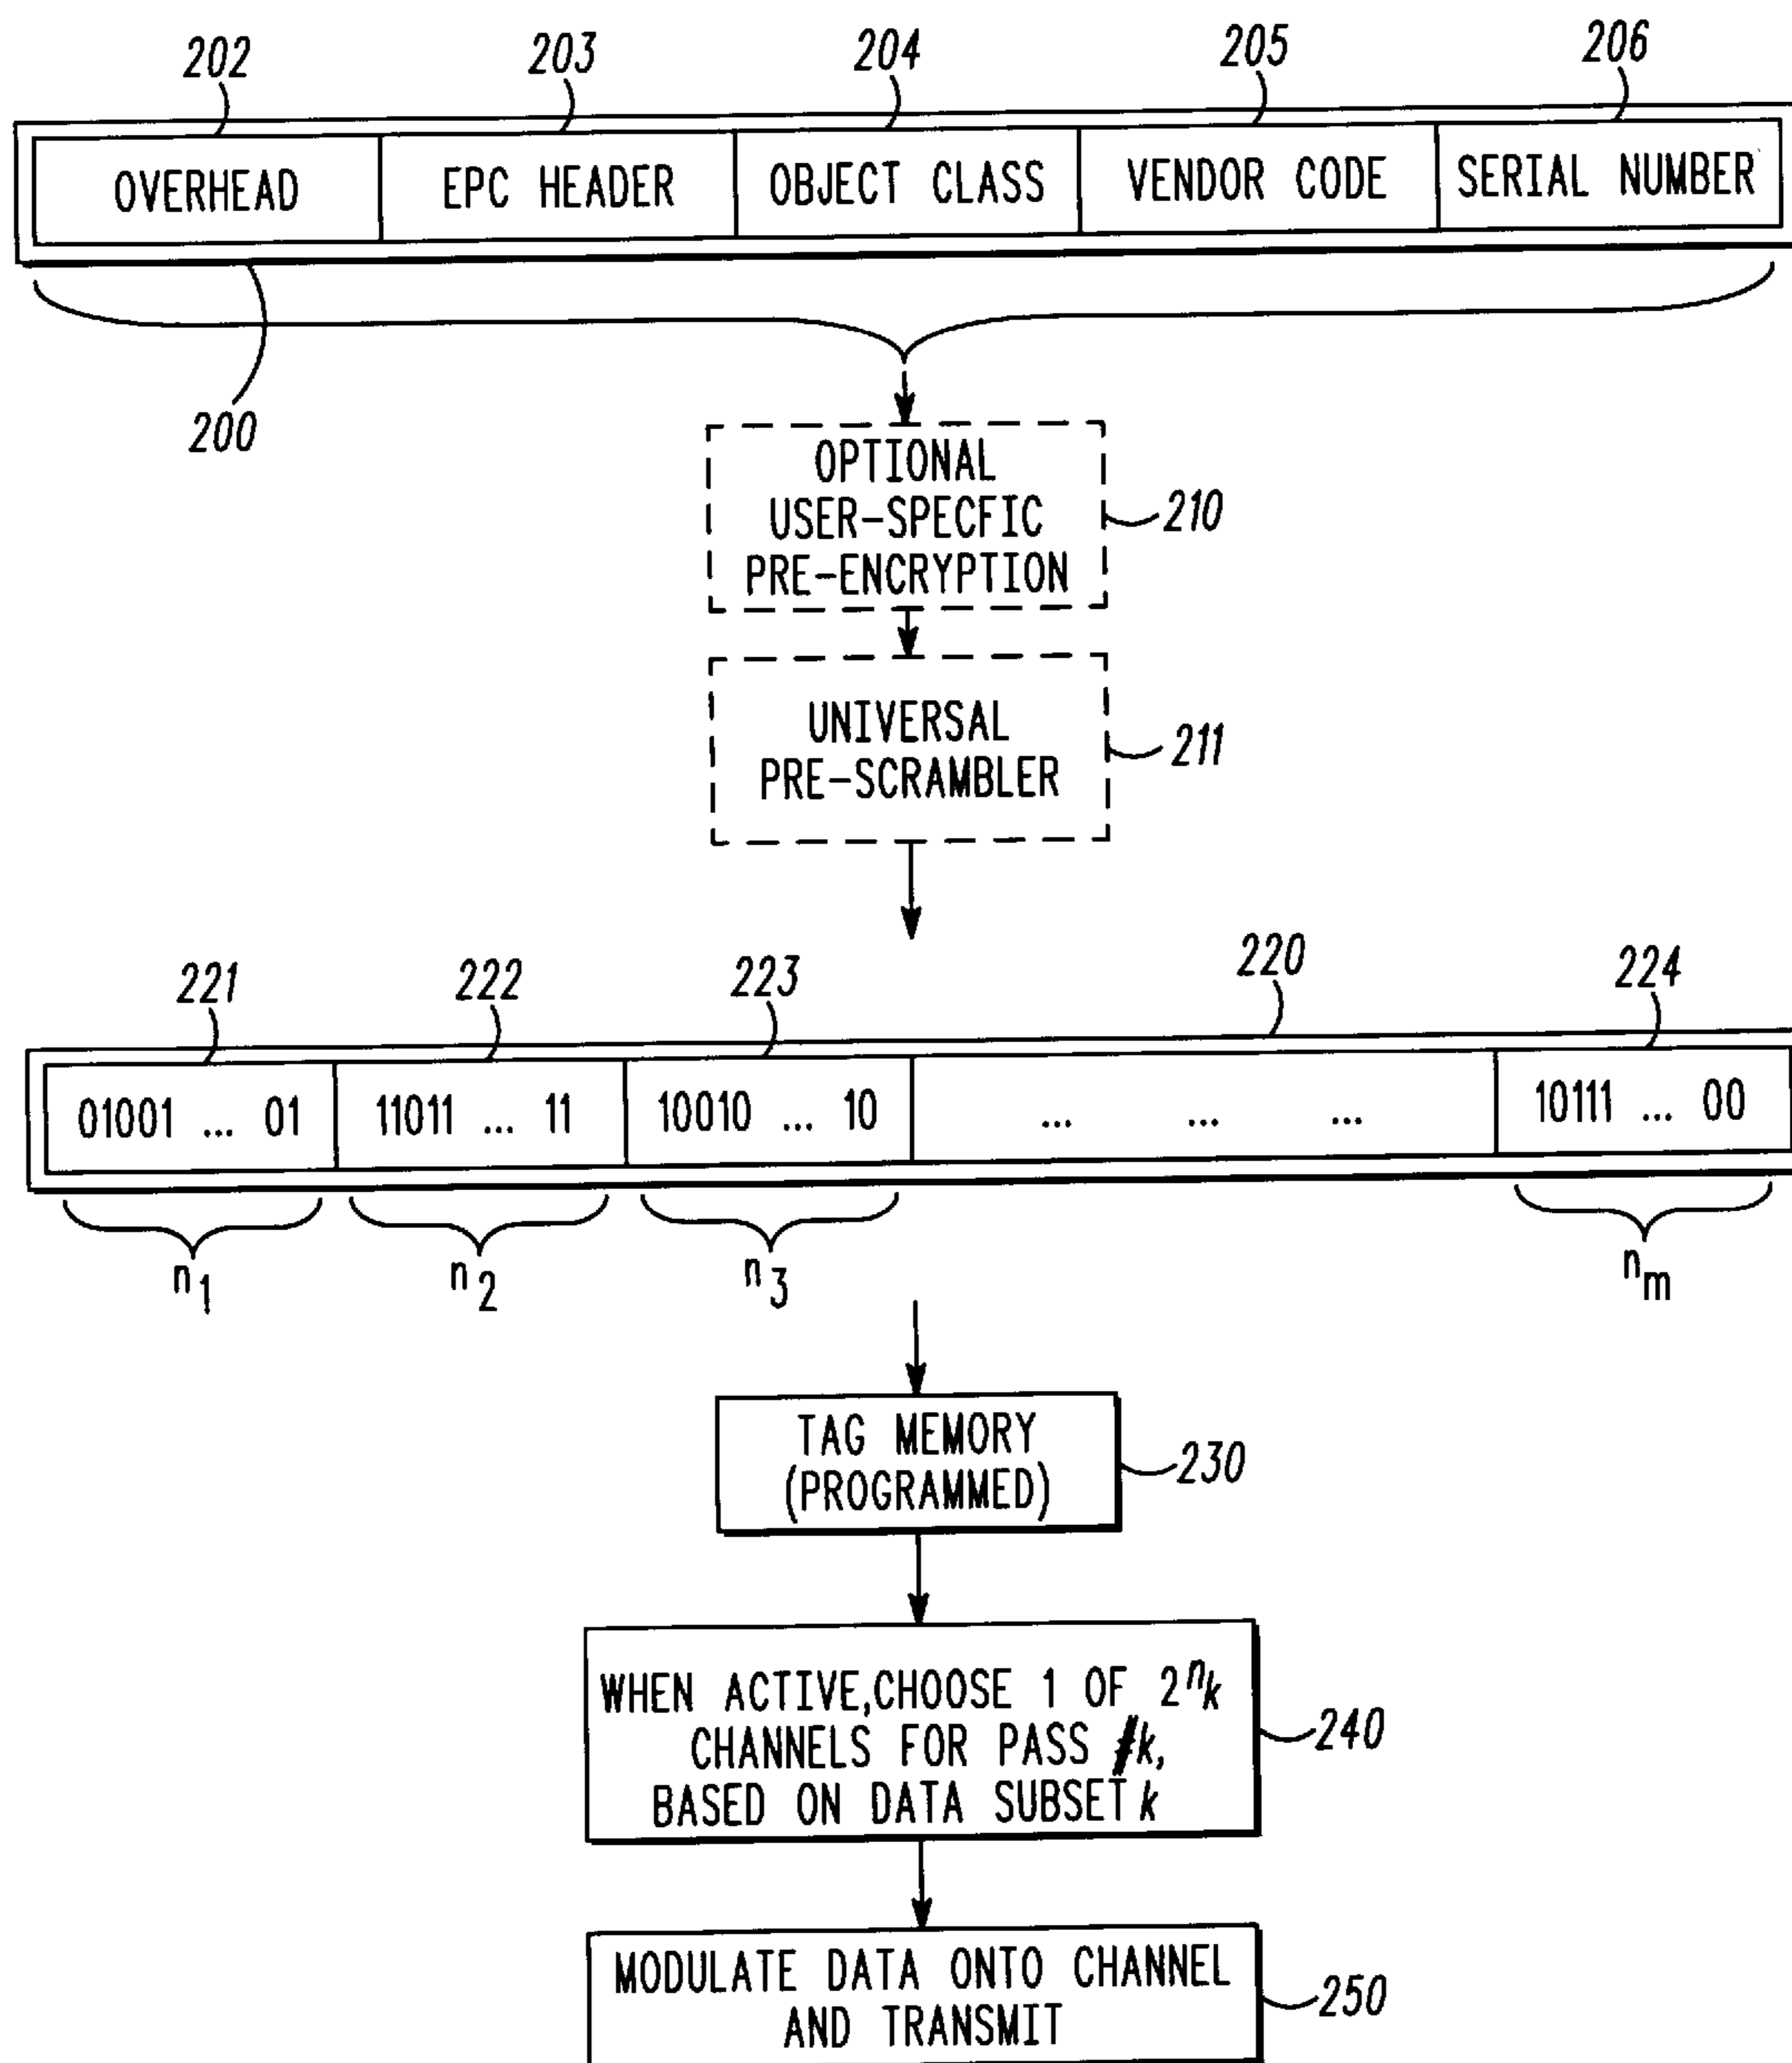 202 203 204 205 206
OVERHEAD EPC HEADER OBJECT CLASS VENDOR CODE SERIAL NUMBER
200
OPTIONAL
USER-SPECFIC
PRE-ENCRYPTION
210
UNIVERSAL
PRE-SCRAMBLER
211
221 222 223 220 224
01001 ... 01 11011 ... 11 10010 ... 10 ... ... ... 10111 ... 00
n1 n2 n3 nm
TAG MEMORY
(PROGRAMMED)
230
WHEN ACTIVE,CHOOSE 1 OF 2^nk
CHANNELS FOR PASS #k,
BASED ON DATA SUBSET k
240
MODULATE DATA ONTO CHANNEL
AND TRANSMIT
250